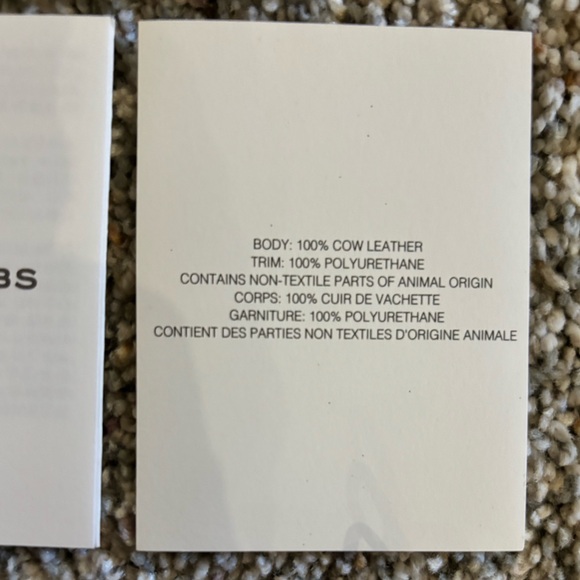 BS
BODY: 100% COW LEATHER
TRIM: 100% POLYURETHANE
CONTAINS NON-TEXTILE PARTS OF ANIMAL ORIGIN
CORPS: 100% CUIR DE VACHETTE
GARNITURE: 100% POLYURETHANE
CONTIENT DES PARTIES NON TEXTILES D'ORIGINE ANIMALE